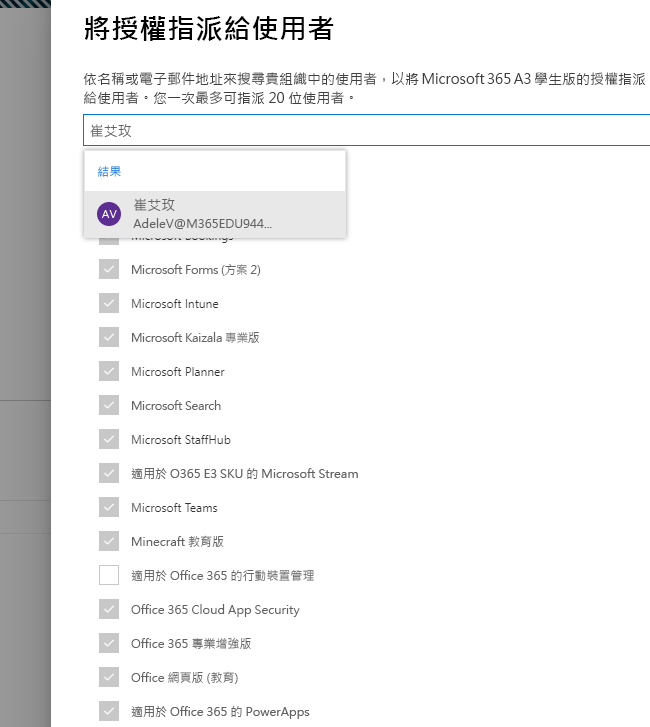 將授權指派給使用者
依名稱或電子郵件地址來搜尋貴組織中的使用者，以將 Microsoft 365 A3 學生版的授權指派
給使用者。您一次最多可指派 20 位使用者。
崔艾玫
結果
AV
崔艾玫
AdeleV@M365EDU944...
Microsoft Bookings
Microsoft Forms (方案 2)
Microsoft Intune
Microsoft Kaizala 專業版
Microsoft Planner
Microsoft Search
Microsoft StaffHub
適用於 O365 E3 SKU 的 Microsoft Stream
Microsoft Teams
Minecraft 教育版
適用於 Office 365 的行動裝置管理
Office 365 Cloud App Security
Office 365 專業增強版
Office 網頁版 (教育)
適用於 Office 365 的 PowerApps